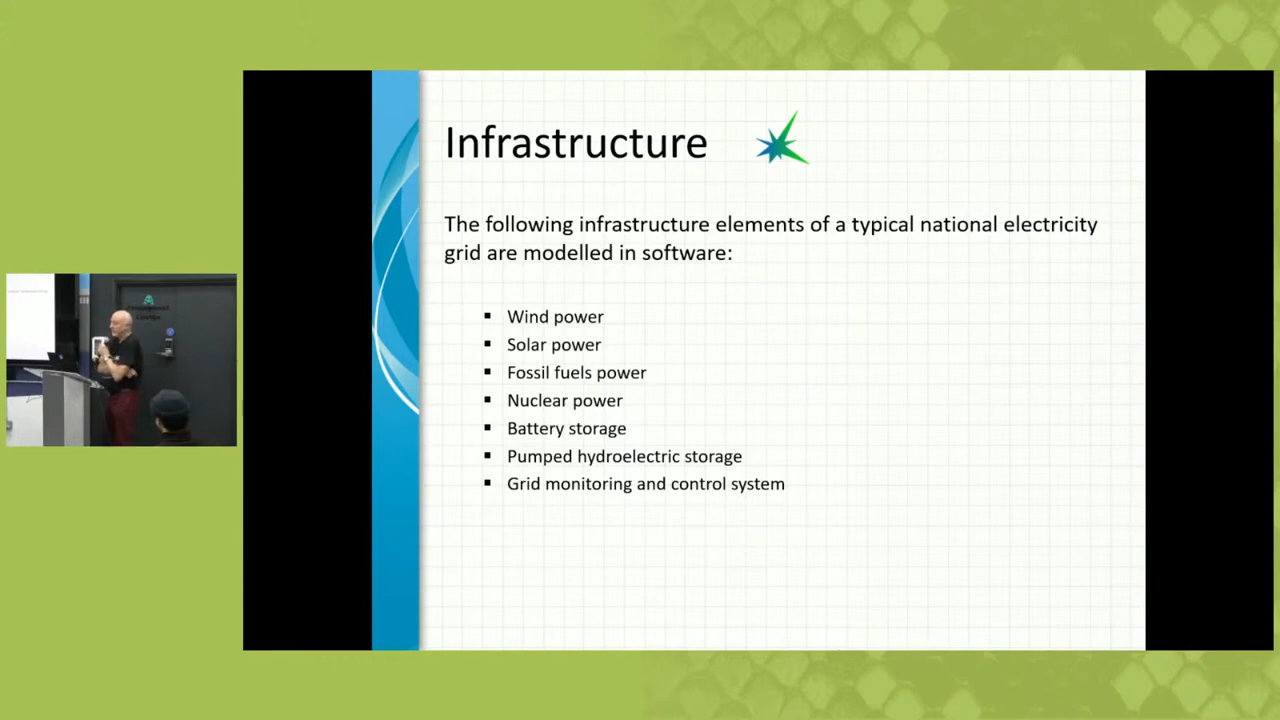 Infrastructure
The following infrastructure elements of a typical national electricity
grid are modelled in software:
▪ Wind power
▪ Solar power
▪ Fossil fuels power
▪ Nuclear power
▪ Battery storage
▪ Pumped hydroelectric storage
▪ Grid monitoring and control system